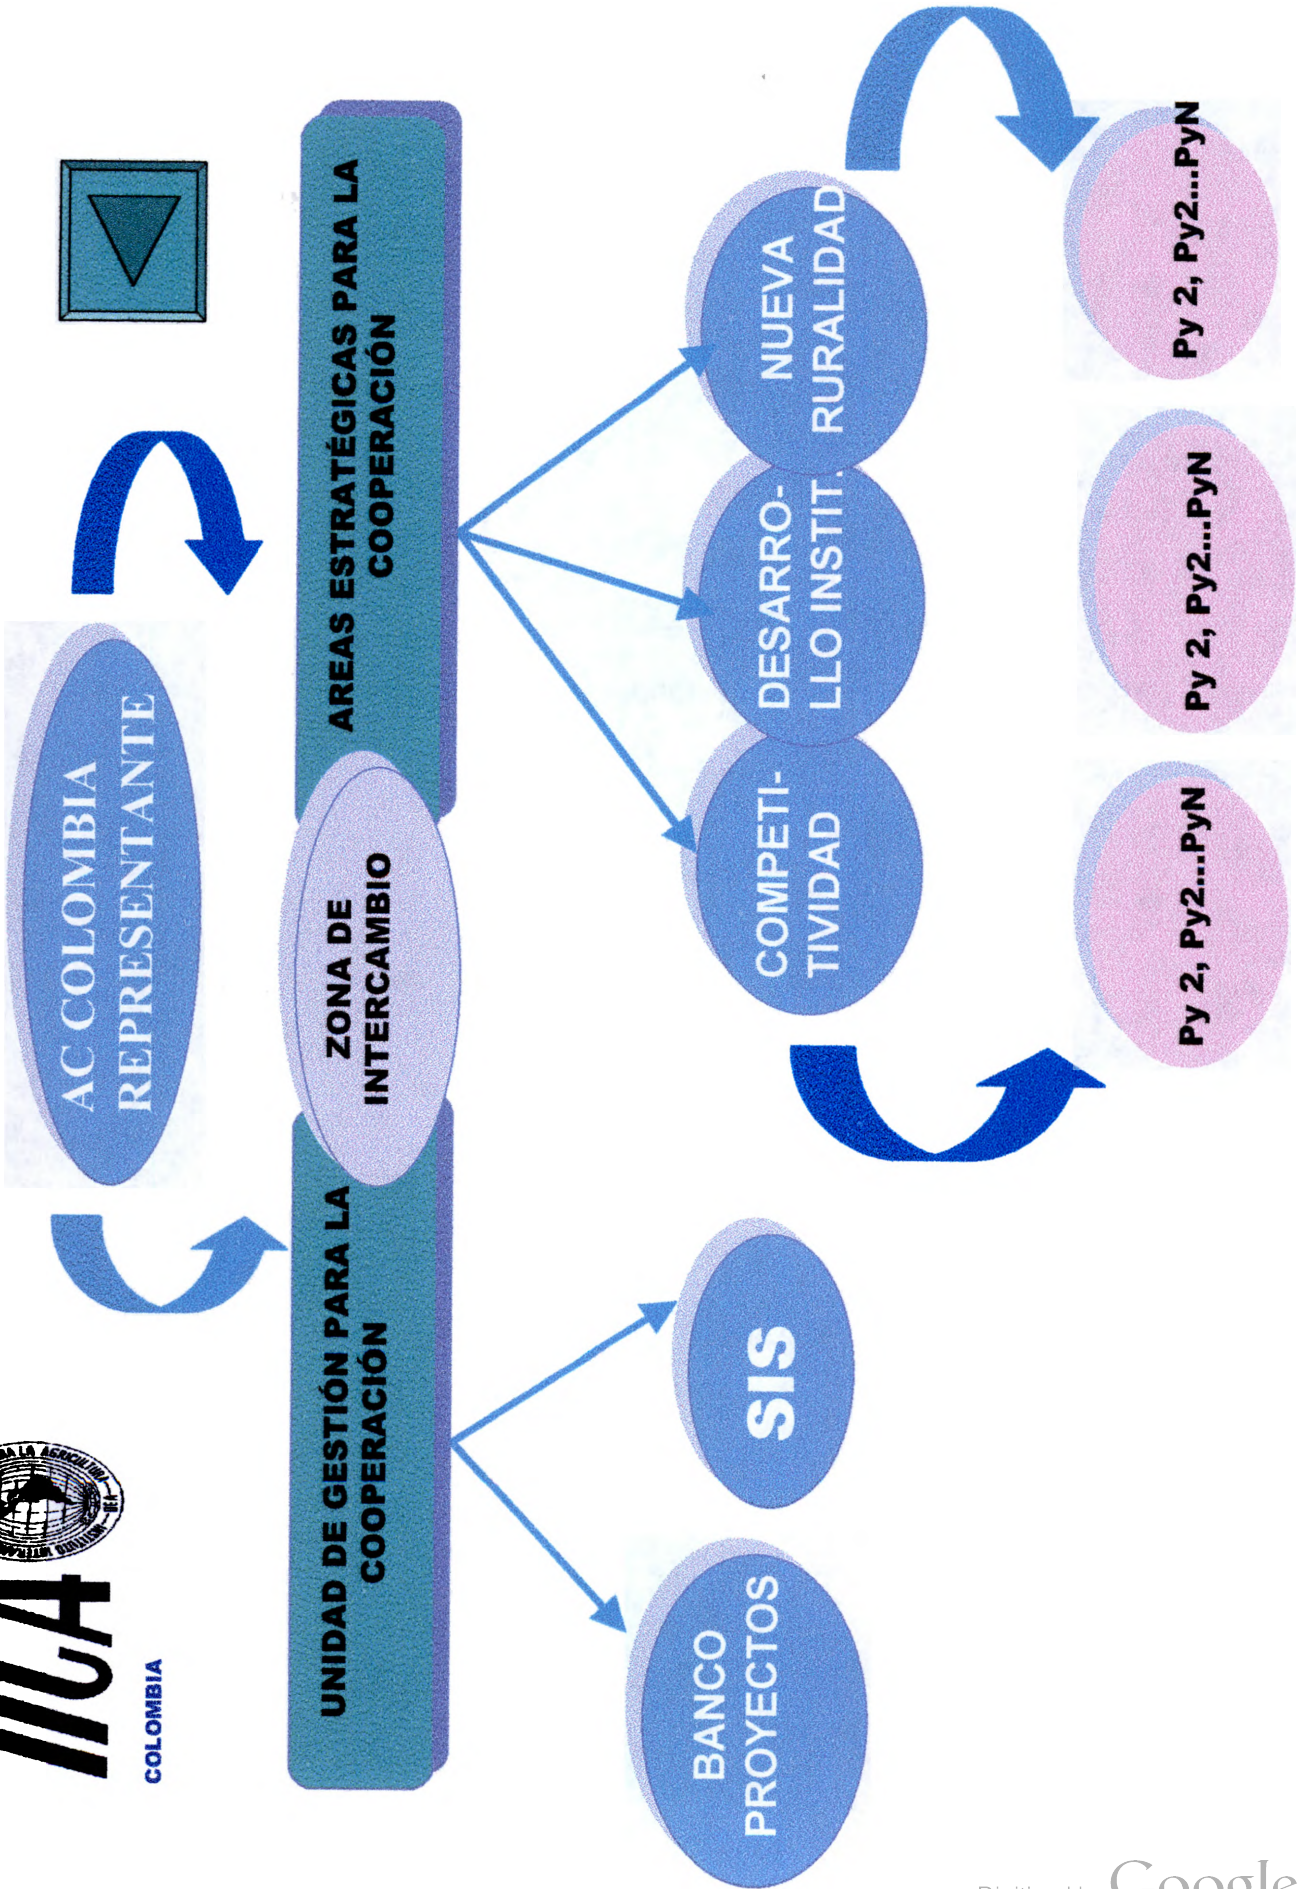 IICA
COLOMBIA
AC COLOMBIA
REPRESENTANTE
UNIDAD DE GESTIÓN PARA LA
COOPERACIÓN
ZONA DE
INTERCAMBIO
AREAS ESTRATÉGICAS PARA LA
COOPERACIÓN
BANCO
PROYECTOS
SIS
COMPETI-
TIVIDAD
DESARRO-
LLO INSTIT.
NUEVA
RURALIDAD
Py 2, Py2....PyN
Py 2, Py2....PyN
Py 2, Py2...PyN
Google